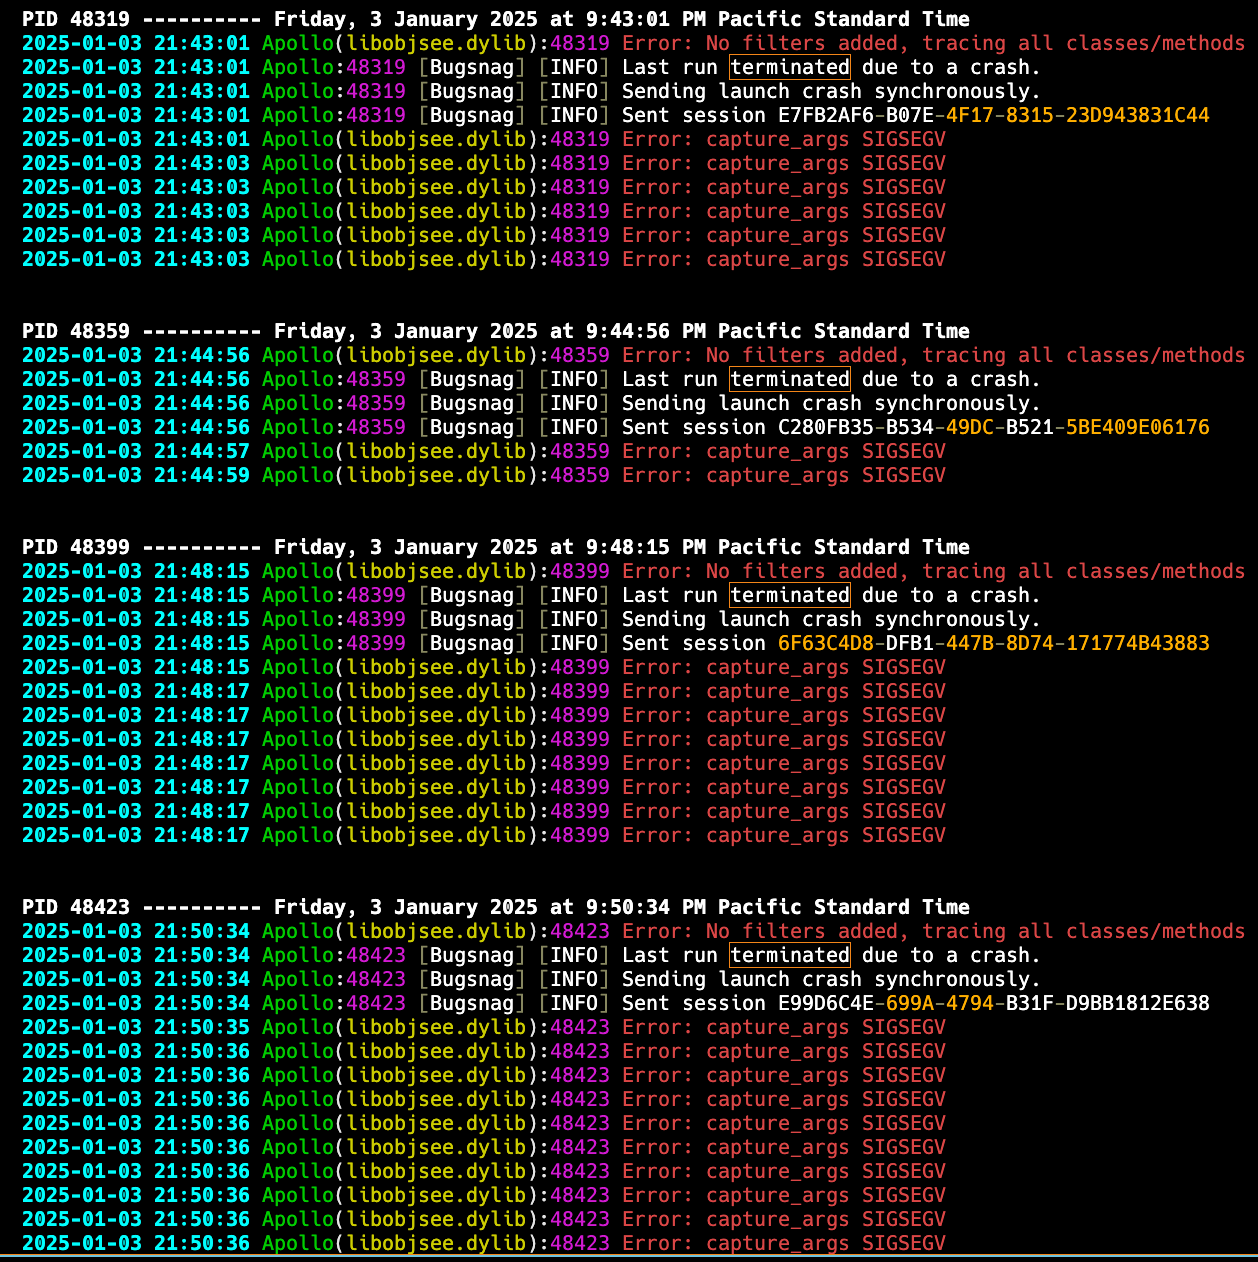 PID 48319 ---------- Friday, 3 January 2025 at 9:43:01 PM Pacific Standard Time
2025-01-03 21:43:01 Apollo(libobjsee.dylib):48319 Error: No filters added, tracing all classes/methods
2025-01-03 21:43:01 Apollo:48319 [Bugsnag] [INFO] Last run terminated due to a crash.
2025-01-03 21:43:01 Apollo:48319 [Bugsnag] [INFO] Sending launch crash synchronously.
2025-01-03 21:43:01 Apollo:48319 [Bugsnag] [INFO] Sent session E7FB2AF6-B07E-4F17-8315-23D943831C44
2025-01-03 21:43:01 Apollo(libobjsee.dylib):48319 Error: capture_args SIGSEGV
2025-01-03 21:43:03 Apollo(libobjsee.dylib):48319 Error: capture_args SIGSEGV
2025-01-03 21:43:03 Apollo(libobjsee.dylib):48319 Error: capture_args SIGSEGV
2025-01-03 21:43:03 Apollo(libobjsee.dylib):48319 Error: capture_args SIGSEGV
2025-01-03 21:43:03 Apollo(libobjsee.dylib):48319 Error: capture_args SIGSEGV
2025-01-03 21:43:03 Apollo(libobjsee.dylib):48319 Error: capture_args SIGSEGV
PID 48359 ---------- Friday, 3 January 2025 at 9:44:56 PM Pacific Standard Time
2025-01-03 21:44:56 Apollo(libobjsee.dylib):48359 Error: No filters added, tracing all classes/methods
2025-01-03 21:44:56 Apollo:48359 [Bugsnag] [INFO] Last run terminated due to a crash.
2025-01-03 21:44:56 Apollo:48359 [Bugsnag] [INFO] Sending launch crash synchronously.
2025-01-03 21:44:56 Apollo:48359 [Bugsnag] [INFO] Sent session C280FB35-B534-49DC-B521-5BE409E06176
2025-01-03 21:44:57 Apollo(libobjsee.dylib):48359 Error: capture_args SIGSEGV
2025-01-03 21:44:59 Apollo(libobjsee.dylib):48359 Error: capture_args SIGSEGV
PID 48399 ---------- Friday, 3 January 2025 at 9:48:15 PM Pacific Standard Time
2025-01-03 21:48:15 Apollo(libobjsee.dylib):48399 Error: No filters added, tracing all classes/methods
2025-01-03 21:48:15 Apollo:48399 [Bugsnag] [INFO] Last run terminated due to a crash.
2025-01-03 21:48:15 Apollo:48399 [Bugsnag] [INFO] Sending launch crash synchronously.
2025-01-03 21:48:15 Apollo:48399 [Bugsnag] [INFO] Sent session 6F63C4D8-DFB1-447B-8D74-171774B43883
2025-01-03 21:48:15 Apollo(libobjsee.dylib):48399 Error: capture_args SIGSEGV
2025-01-03 21:48:17 Apollo(libobjsee.dylib):48399 Error: capture_args SIGSEGV
2025-01-03 21:48:17 Apollo(libobjsee.dylib):48399 Error: capture_args SIGSEGV
2025-01-03 21:48:17 Apollo(libobjsee.dylib):48399 Error: capture_args SIGSEGV
2025-01-03 21:48:17 Apollo(libobjsee.dylib):48399 Error: capture_args SIGSEGV
2025-01-03 21:48:17 Apollo(libobjsee.dylib):48399 Error: capture_args SIGSEGV
2025-01-03 21:48:17 Apollo(libobjsee.dylib):48399 Error: capture_args SIGSEGV
2025-01-03 21:48:17 Apollo(libobjsee.dylib):48399 Error: capture_args SIGSEGV
PID 48423 ---------- Friday, 3 January 2025 at 9:50:34 PM Pacific Standard Time
2025-01-03 21:50:34 Apollo(libobjsee.dylib):48423 Error: No filters added, tracing all classes/methods
2025-01-03 21:50:34 Apollo:48423 [Bugsnag] [INFO] Last run terminated due to a crash.
2025-01-03 21:50:34 Apollo:48423 [Bugsnag] [INFO] Sending launch crash synchronously.
2025-01-03 21:50:34 Apollo:48423 [Bugsnag] [INFO] Sent session E99D6C4E-699A-4794-B31F-D9BB1812E638
2025-01-03 21:50:35 Apollo(libobjsee.dylib):48423 Error: capture_args SIGSEGV
2025-01-03 21:50:36 Apollo(libobjsee.dylib):48423 Error: capture_args SIGSEGV
2025-01-03 21:50:36 Apollo(libobjsee.dylib):48423 Error: capture_args SIGSEGV
2025-01-03 21:50:36 Apollo(libobjsee.dylib):48423 Error: capture_args SIGSEGV
2025-01-03 21:50:36 Apollo(libobjsee.dylib):48423 Error: capture_args SIGSEGV
2025-01-03 21:50:36 Apollo(libobjsee.dylib):48423 Error: capture_args SIGSEGV
2025-01-03 21:50:36 Apollo(libobjsee.dylib):48423 Error: capture_args SIGSEGV
2025-01-03 21:50:36 Apollo(libobjsee.dylib):48423 Error: capture_args SIGSEGV
2025-01-03 21:50:36 Apollo(libobjsee.dylib):48423 Error: capture_args SIGSEGV
2025-01-03 21:50:36 Apollo(libobjsee.dylib):48423 Error: capture_args SIGSEGV